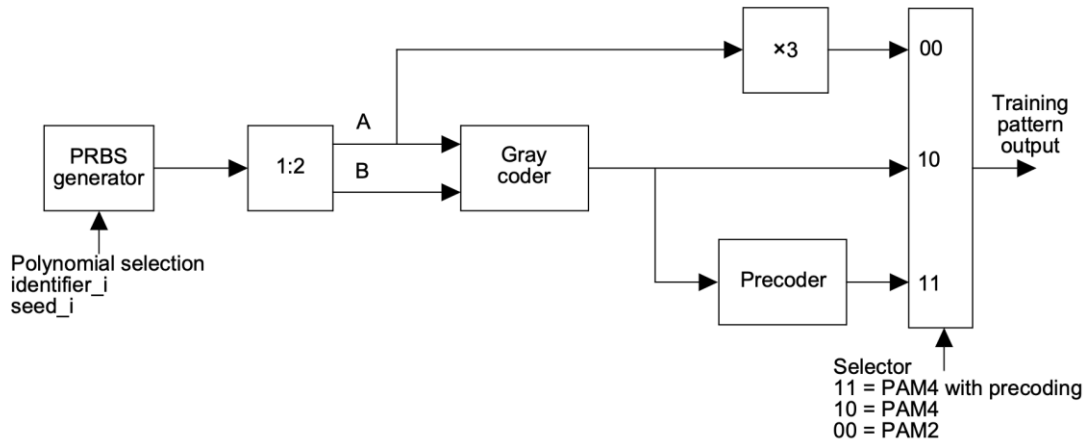 ×3
00
Training
pattern
output
A
PRBS
generator
1:2
Gray
coder
10
B
Polynomial selection
identifier_i
seed_i
Precoder
11
Selector
11 = PAM4 with precoding
10 = PAM4
00 = PAM2